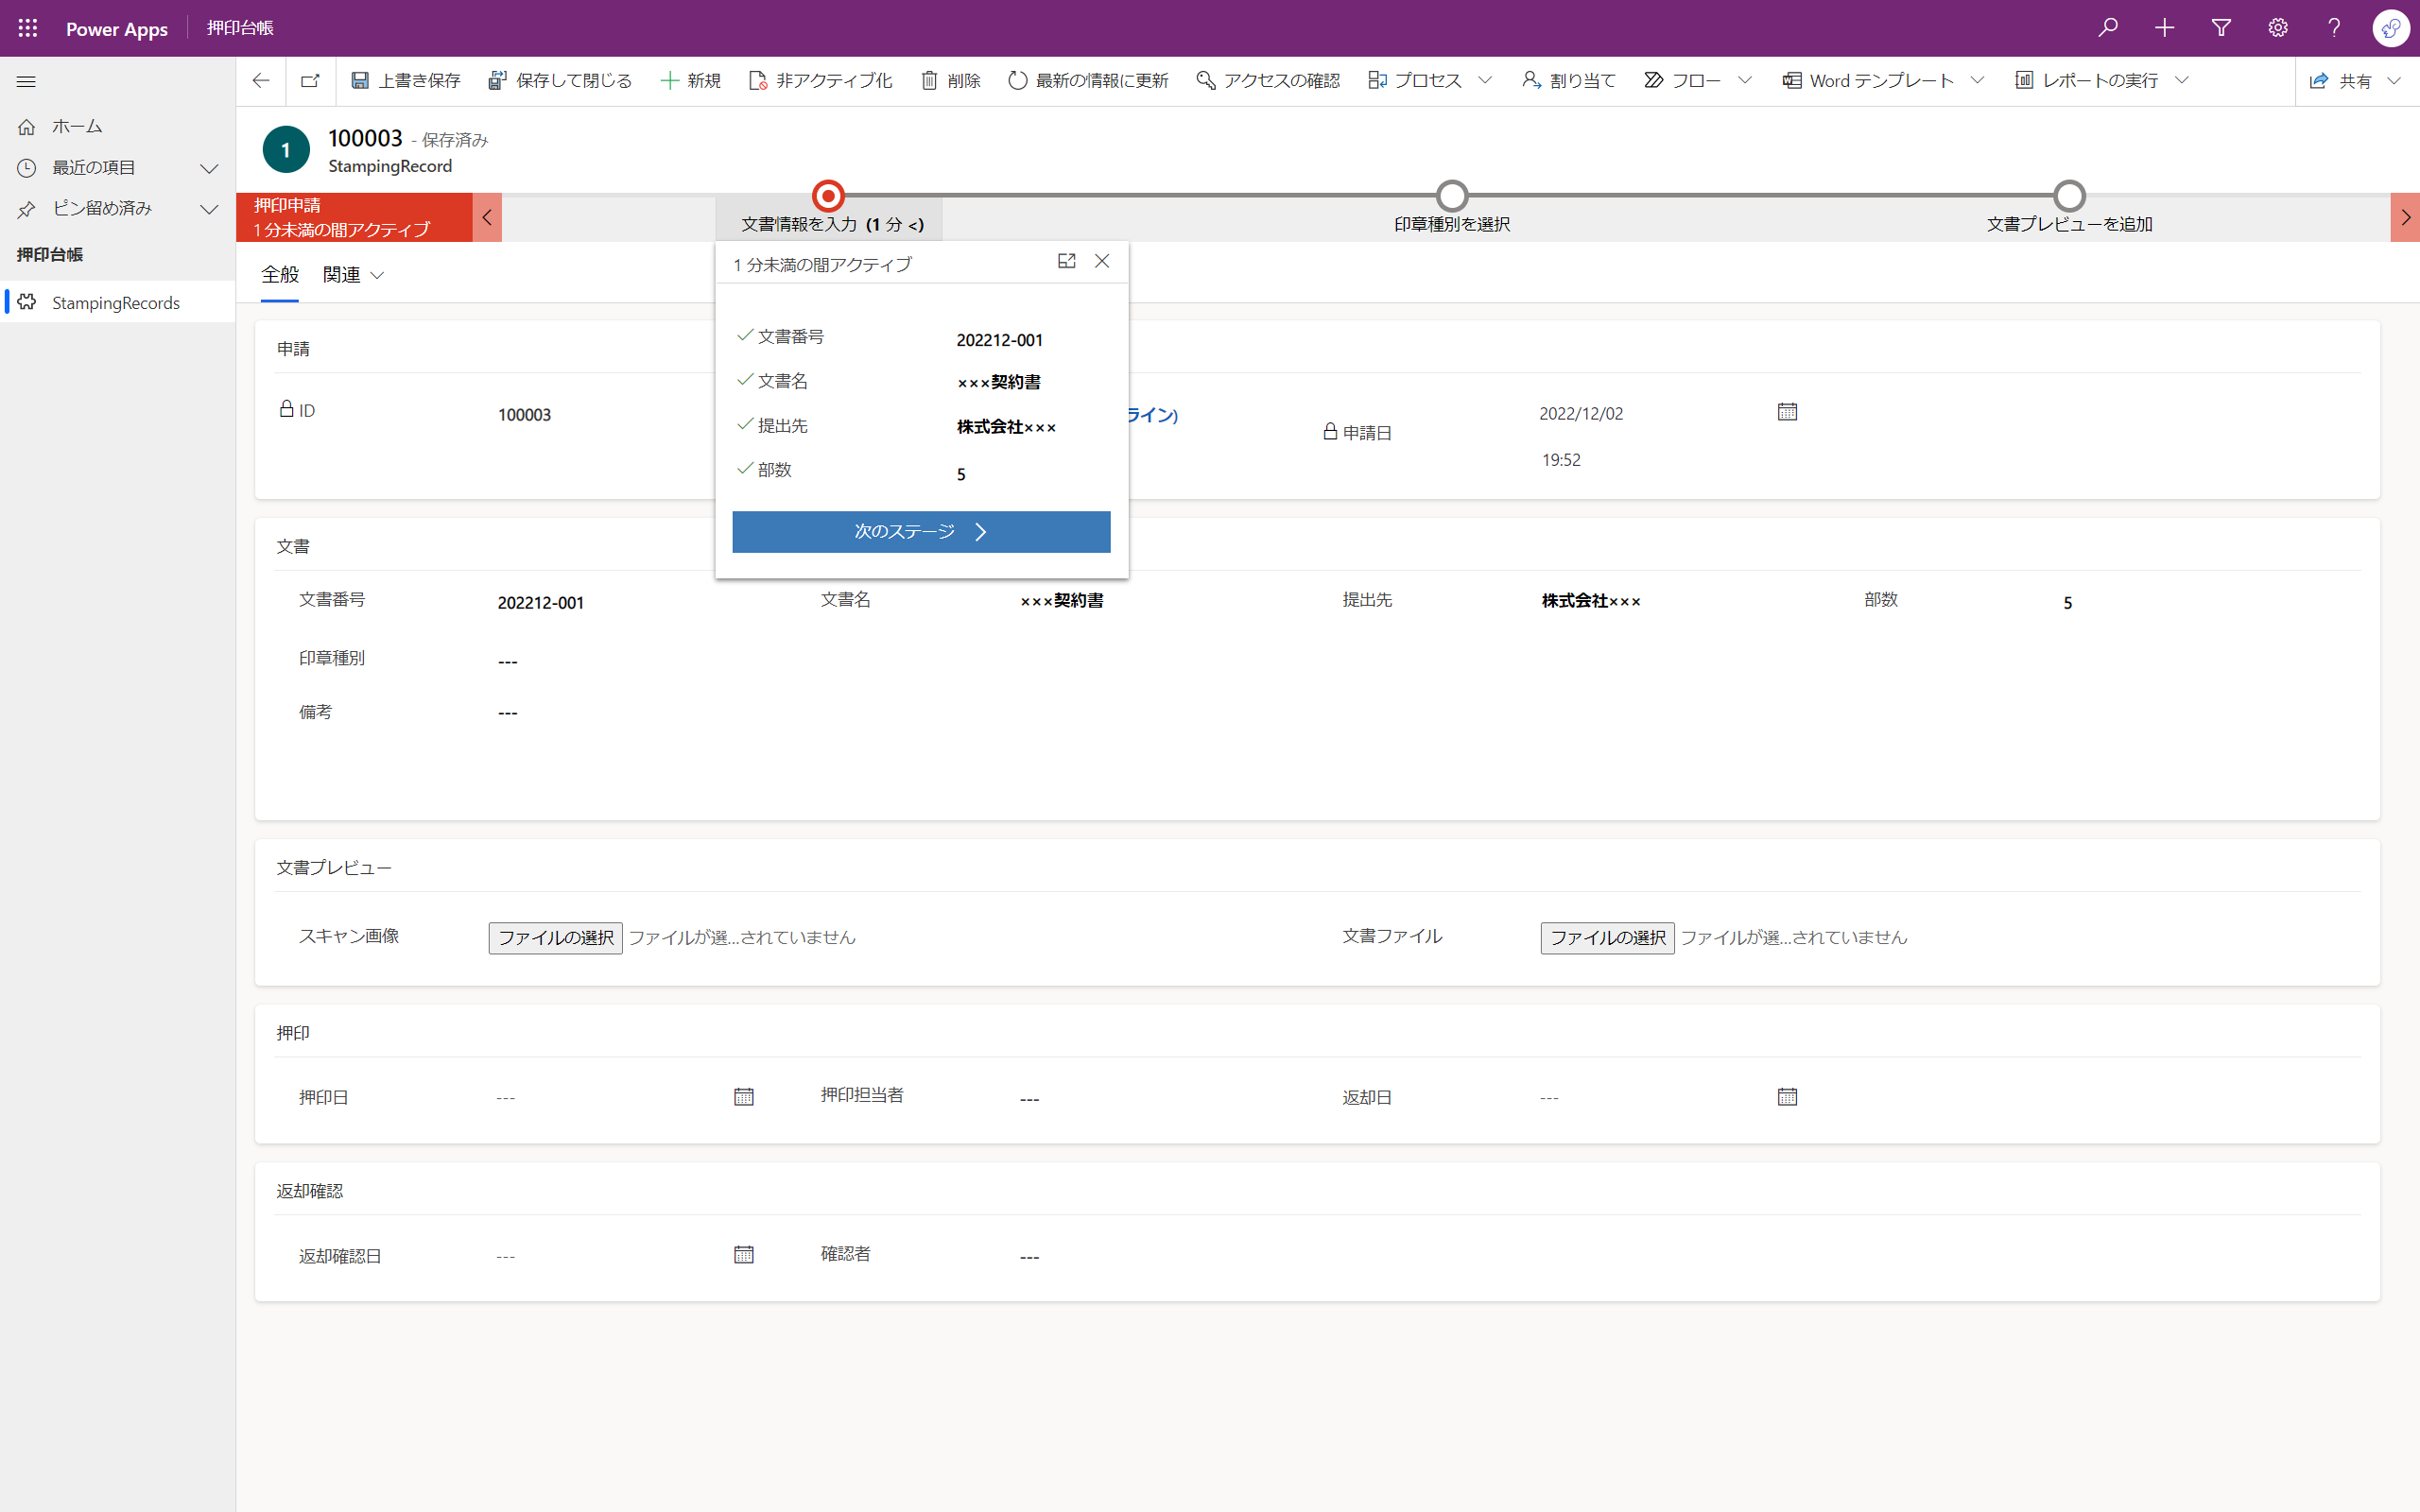 Power Apps 押印台帳
上書き保存 保存して閉じる 新規 非アクティブ化 削除 最新の情報に更新 アクセスの確認 プロセス 割り当て フロー Word テンプレート レポートの実行 共有
ホーム
最近の項目
ピン留め済み
押印台帳
StampingRecords
1 100003 - 保存済み
StampingRecord
押印申請
1 分未満の間アクティブ
文書情報を入力 (1 分 <) 印章種別を選択 文書プレビューを追加
全般 関連
1 分未満の間アクティブ
文書番号 202212-001
文書名 ×××契約書
提出先 株式会社×××
部数 5
次のステージ
申請
ID 100003 ライン) 申請日 2022/12/02
19:52
文書
文書番号 202212-001 文書名 ×××契約書 提出先 株式会社××× 部数 5
印章種別 ---
備考 ---
文書プレビュー
スキャン画像 ファイルの選択 ファイルが選...されていません 文書ファイル ファイルの選択 ファイルが選...されていません
押印
押印日 --- 押印担当者 --- 返却日 ---
返却確認
返却確認日 --- 確認者 ---